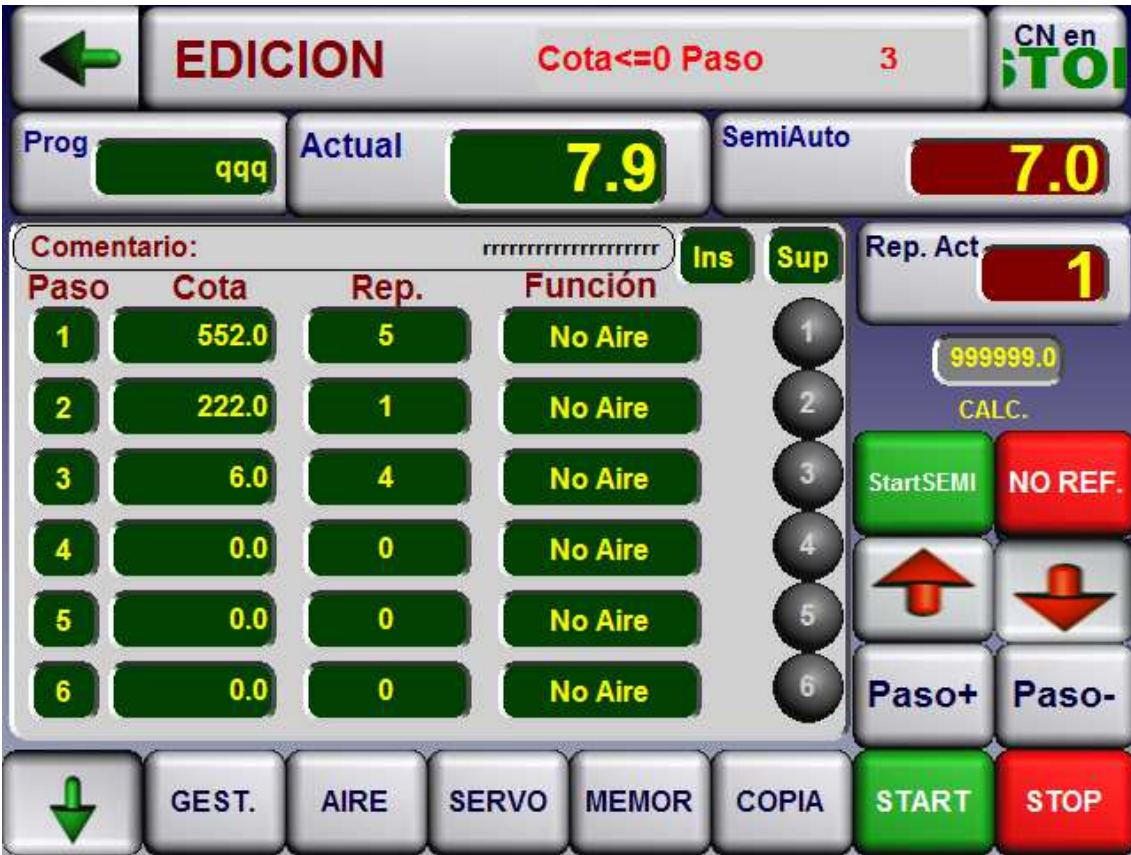 EDICION Cota<=0 Paso 3 CN en
STOP
Prog qqq Actual 7.9 SemiAuto 7.0
Comentario: rrrrrrrrrrrrrrrrrrrr Ins Sup Rep. Act 1
Paso Cota Rep. Función
1 552.0 5 No Aire 1
999999.0
2 222.0 1 No Aire 2
CALC.
3 6.0 4 No Aire 3
StartSEMI NO REF.
4 0.0 0 No Aire 4
5 0.0 0 No Aire 5
6 0.0 0 No Aire 6
Paso+ Paso-
GEST. AIRE SERVO MEMOR COPIA START STOP